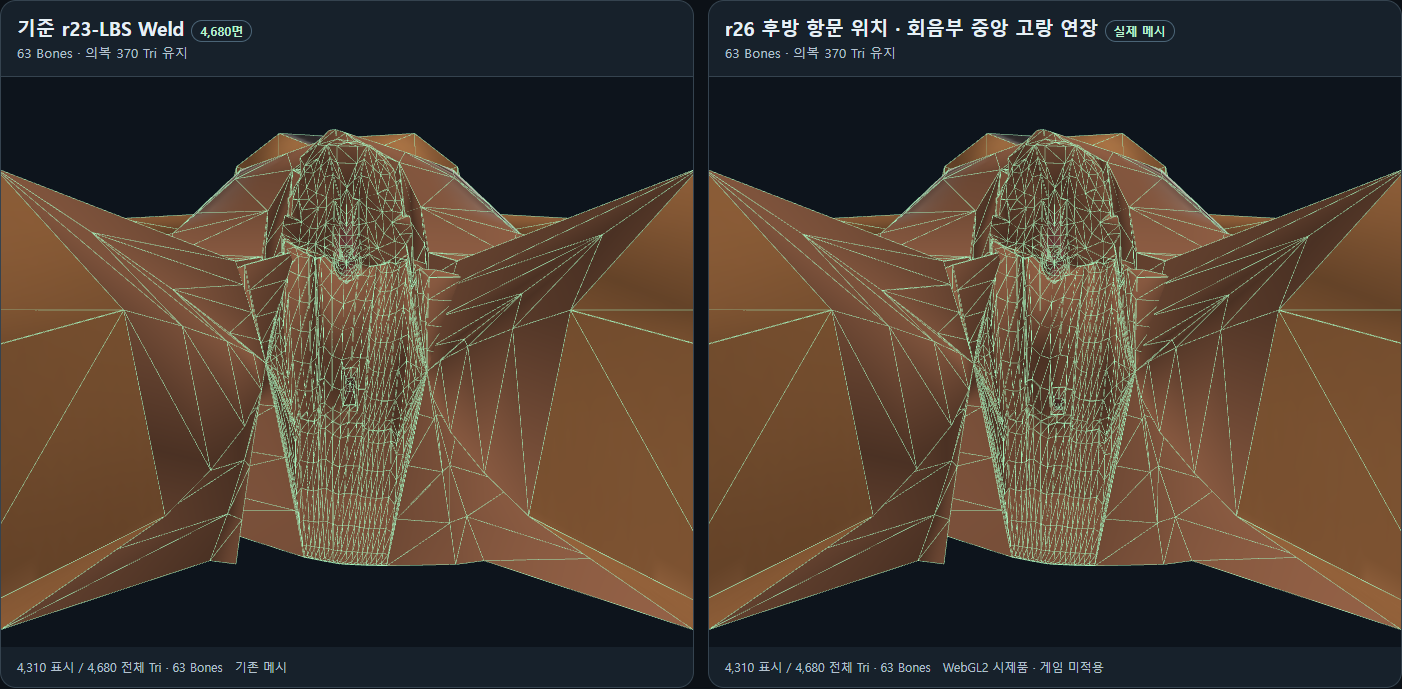 기준 r23-LBS Weld 4,680면
63 Bones · 의복 370 Tri 유지
4,310 표시 / 4,680 전체 Tri · 63 Bones 기존 메시
r26 후방 항문 위치 · 회음부 중앙 고랑 연장 실제 메시
63 Bones · 의복 370 Tri 유지
4,310 표시 / 4,680 전체 Tri · 63 Bones WebGL2 시제품 · 게임 미적용